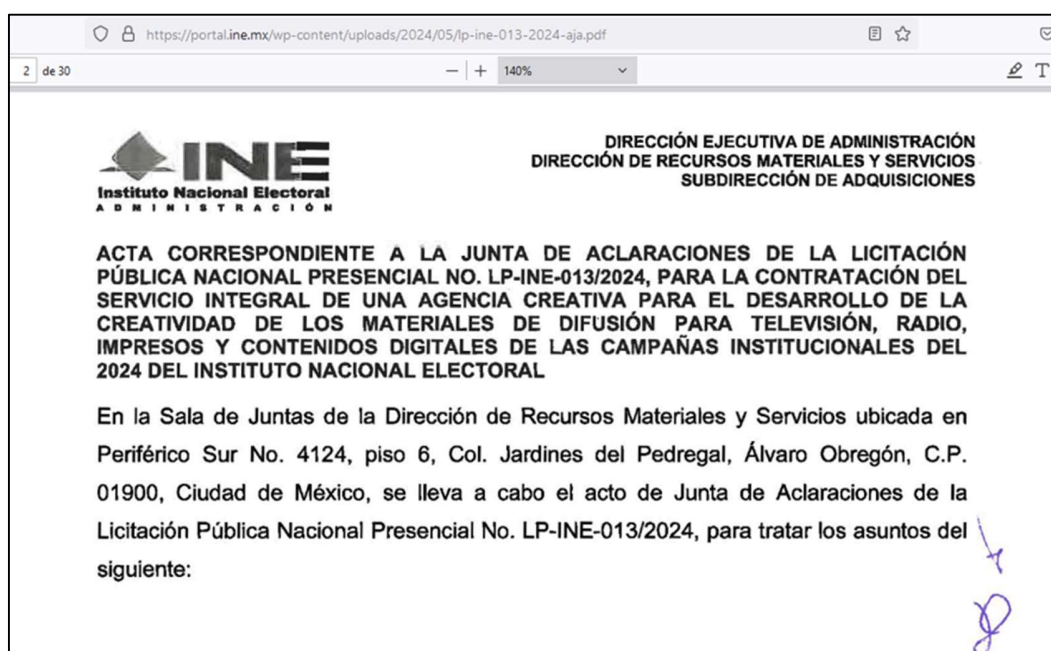 https://portal.ine.mx/wp-content/uploads/2024/05/lp-ine-013-2024-aja.pdf
2 de 30
140%
INE
Instituto Nacional Electoral
ADMINISTRACIÓN
DIRECCIÓN EJECUTIVA DE ADMINISTRACIÓN
DIRECCIÓN DE RECURSOS MATERIALES Y SERVICIOS
SUBDIRECCIÓN DE ADQUISICIONES
ACTA CORRESPONDIENTE A LA JUNTA DE ACLARACIONES DE LA LICITACIÓN
PÚBLICA NACIONAL PRESENCIAL NO. LP-INE-013/2024, PARA LA CONTRATACIÓN DEL
SERVICIO INTEGRAL DE UNA AGENCIA CREATIVA PARA EL DESARROLLO DE LA
CREATIVIDAD DE LOS MATERIALES DE DIFUSIÓN PARA TELEVISIÓN, RADIO,
IMPRESOS Y CONTENIDOS DIGITALES DE LAS CAMPAÑAS INSTITUCIONALES DEL
2024 DEL INSTITUTO NACIONAL ELECTORAL
En la Sala de Juntas de la Dirección de Recursos Materiales y Servicios ubicada en
Periférico Sur No. 4124, piso 6, Col. Jardines del Pedregal, Álvaro Obregón, C.P.
01900, Ciudad de México, se lleva a cabo el acto de Junta de Aclaraciones de la
Licitación Pública Nacional Presencial No. LP-INE-013/2024, para tratar los asuntos del
siguiente: